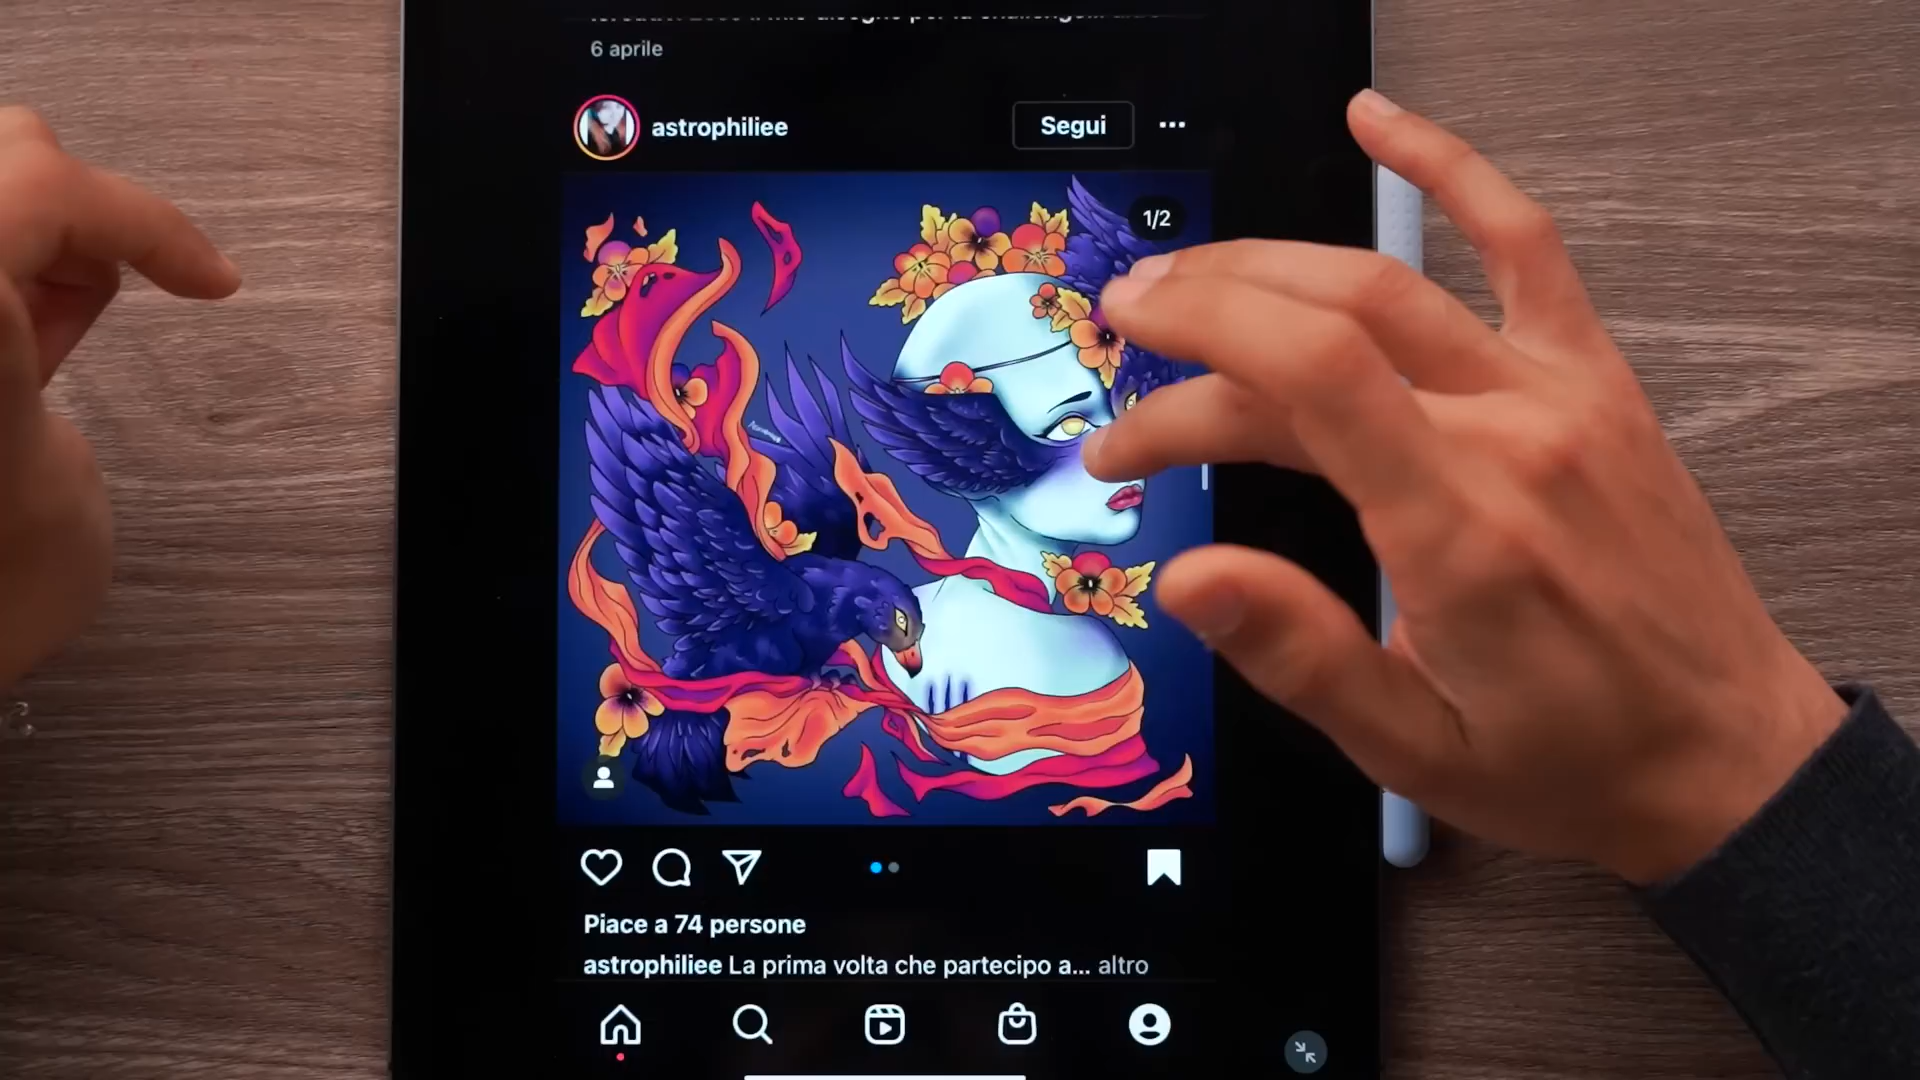 6 aprile
astrophiliee
Segui
1/2
Piace a 74 persone
astrophiliee La prima volta che partecipo a... altro